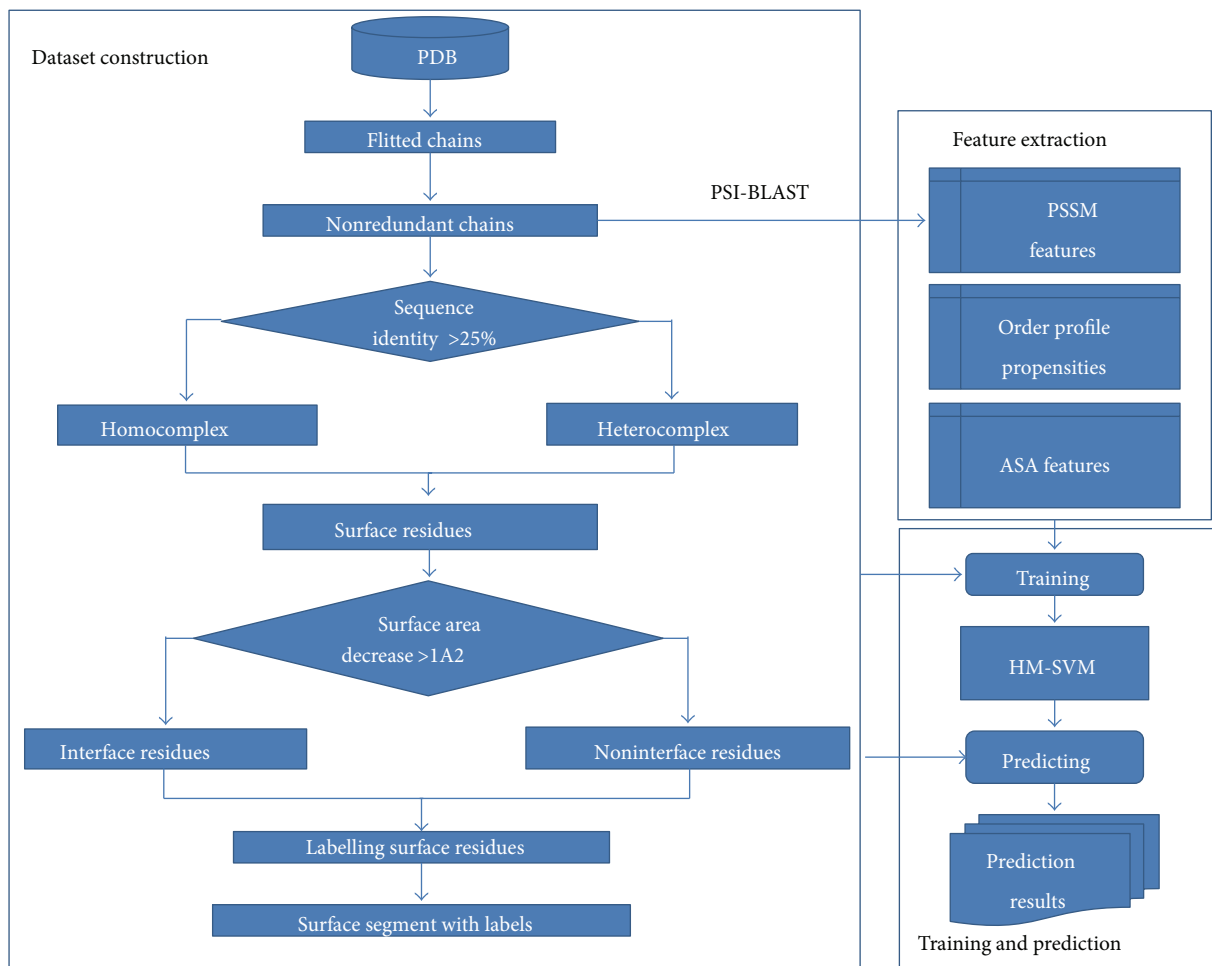 Dataset construction
PDB
Flitted chains
Nonredundant chains
PSI-BLAST
Sequence
identity >25%
Homocomplex
Heterocomplex
Surface residues
Surface area
decrease >1A2
Interface residues
Noninterface residues
Labelling surface residues
Surface segment with labels
Feature extraction
PSSM
features
Order profile
propensities
ASA features
Training
HM-SVM
Predicting
Prediction
results
Training and prediction